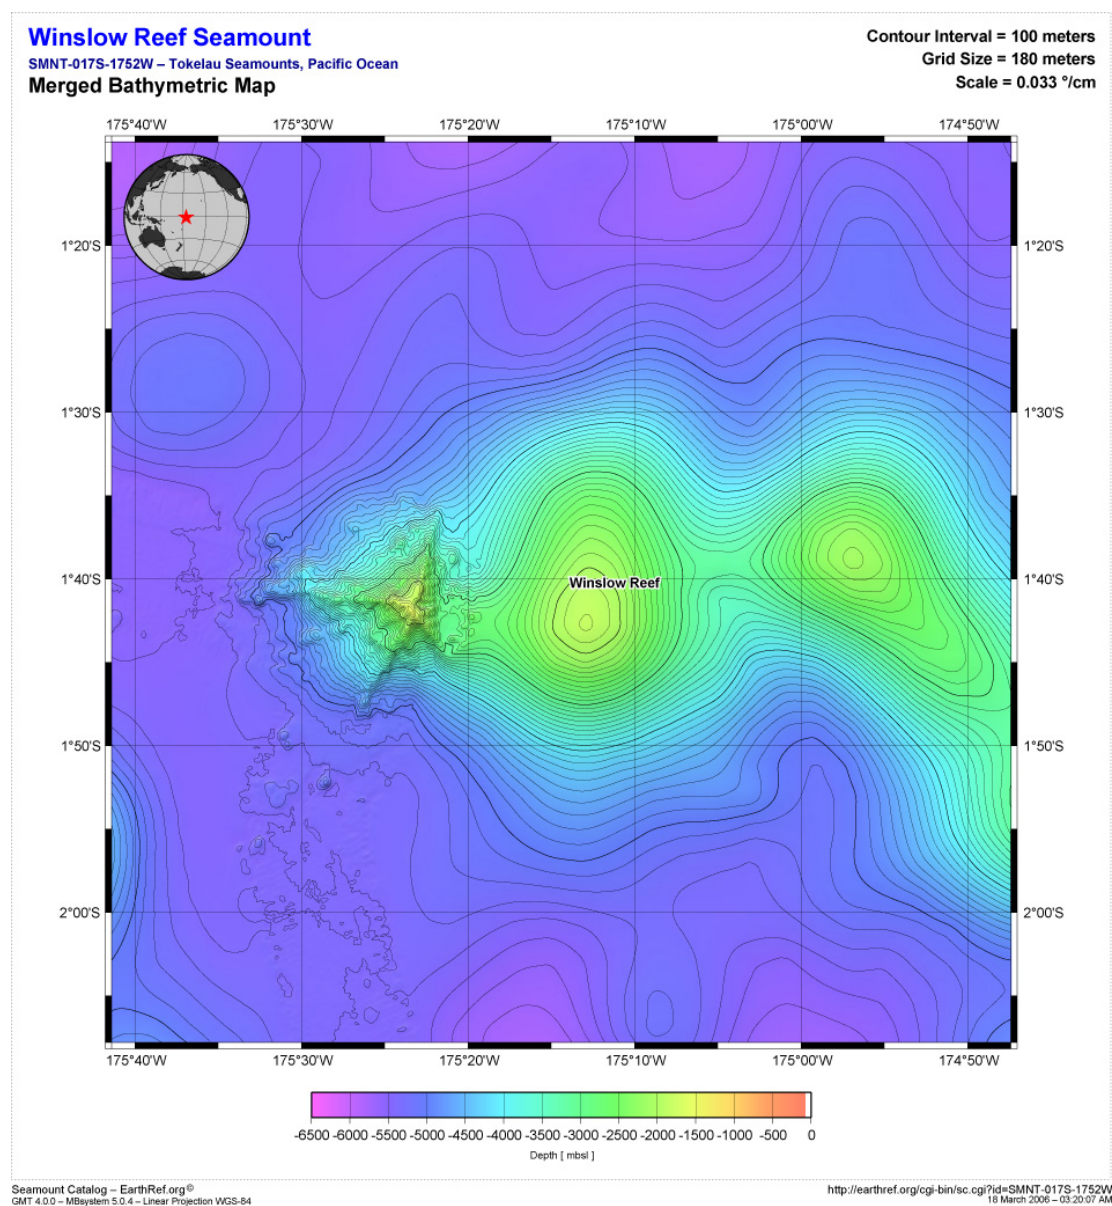 Winslow Reef Seamount
SMNT-017S-1752W – Tokelau Seamounts, Pacific Ocean
Merged Bathymetric Map
Contour Interval = 100 meters
Grid Size = 180 meters
Scale = 0.033 °/cm
175°40'W 175°30'W 175°20'W 175°10'W 175°00'W 174°50'W
1°20'S 1°20'S
1°30'S 1°30'S
1°40'S Winslow Reef 1°40'S
1°50'S 1°50'S
2°00'S 2°00'S
175°40'W 175°30'W 175°20'W 175°10'W 175°00'W 174°50'W
-6500 -6000 -5500 -5000 -4500 -4000 -3500 -3000 -2500 -2000 -1500 -1000 -500 0
Depth [ mbsl ]
Seamount Catalog – EarthRef.org©
GMT 4.0.0 – MBsystem 5.0.4 – Linear Projection WGS-84
http://earthref.org/cgi-bin/sc.cgi?id=SMNT-017S-1752W
18 March 2006 – 03:20:07 AM